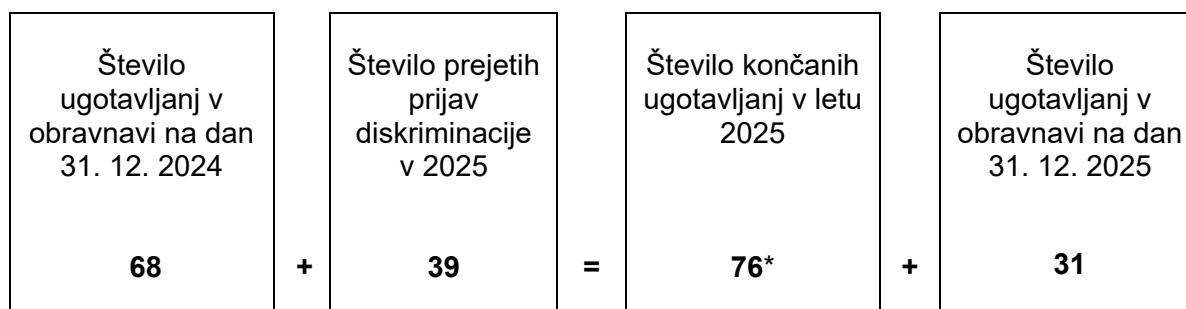 Število
ugotavljanj v
obravnavi na dan
31. 12. 2024
68
+
Število prejetih
prijav
diskriminacije
v 2025
39
=
Število končanih
ugotavljanj v letu
2025
76*
+
Število
ugotavljanj v
obravnavi na dan
31. 12. 2025
31